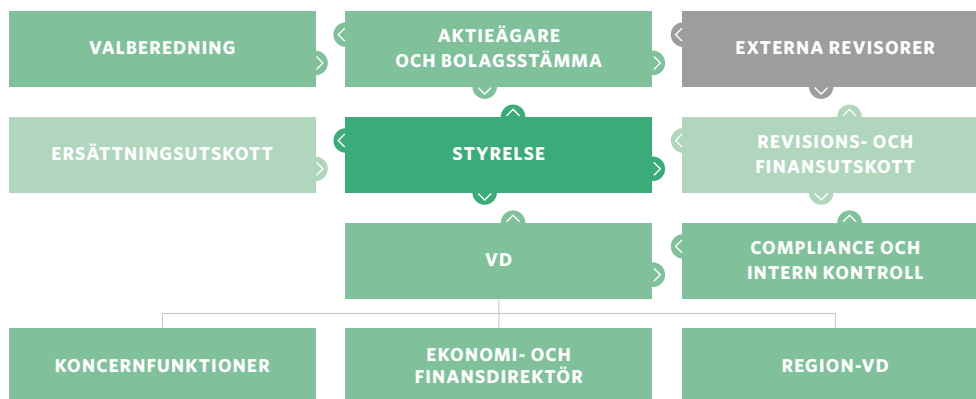 VALBEREDNING
AKTIEÄGARE
OCH BOLAGSSTÄMMA
EXTERNA REVISORER
ERSÄTTNINGSUTSKOTT
STYRELSE
REVISIONS- OCH
FINANSUTSKOTT
VD
COMPLIANCE OCH
INTERN KONTROLL
KONCERNFUNKTIONER
EKONOMI- OCH
FINANSDIREKTÖR
REGION-VD